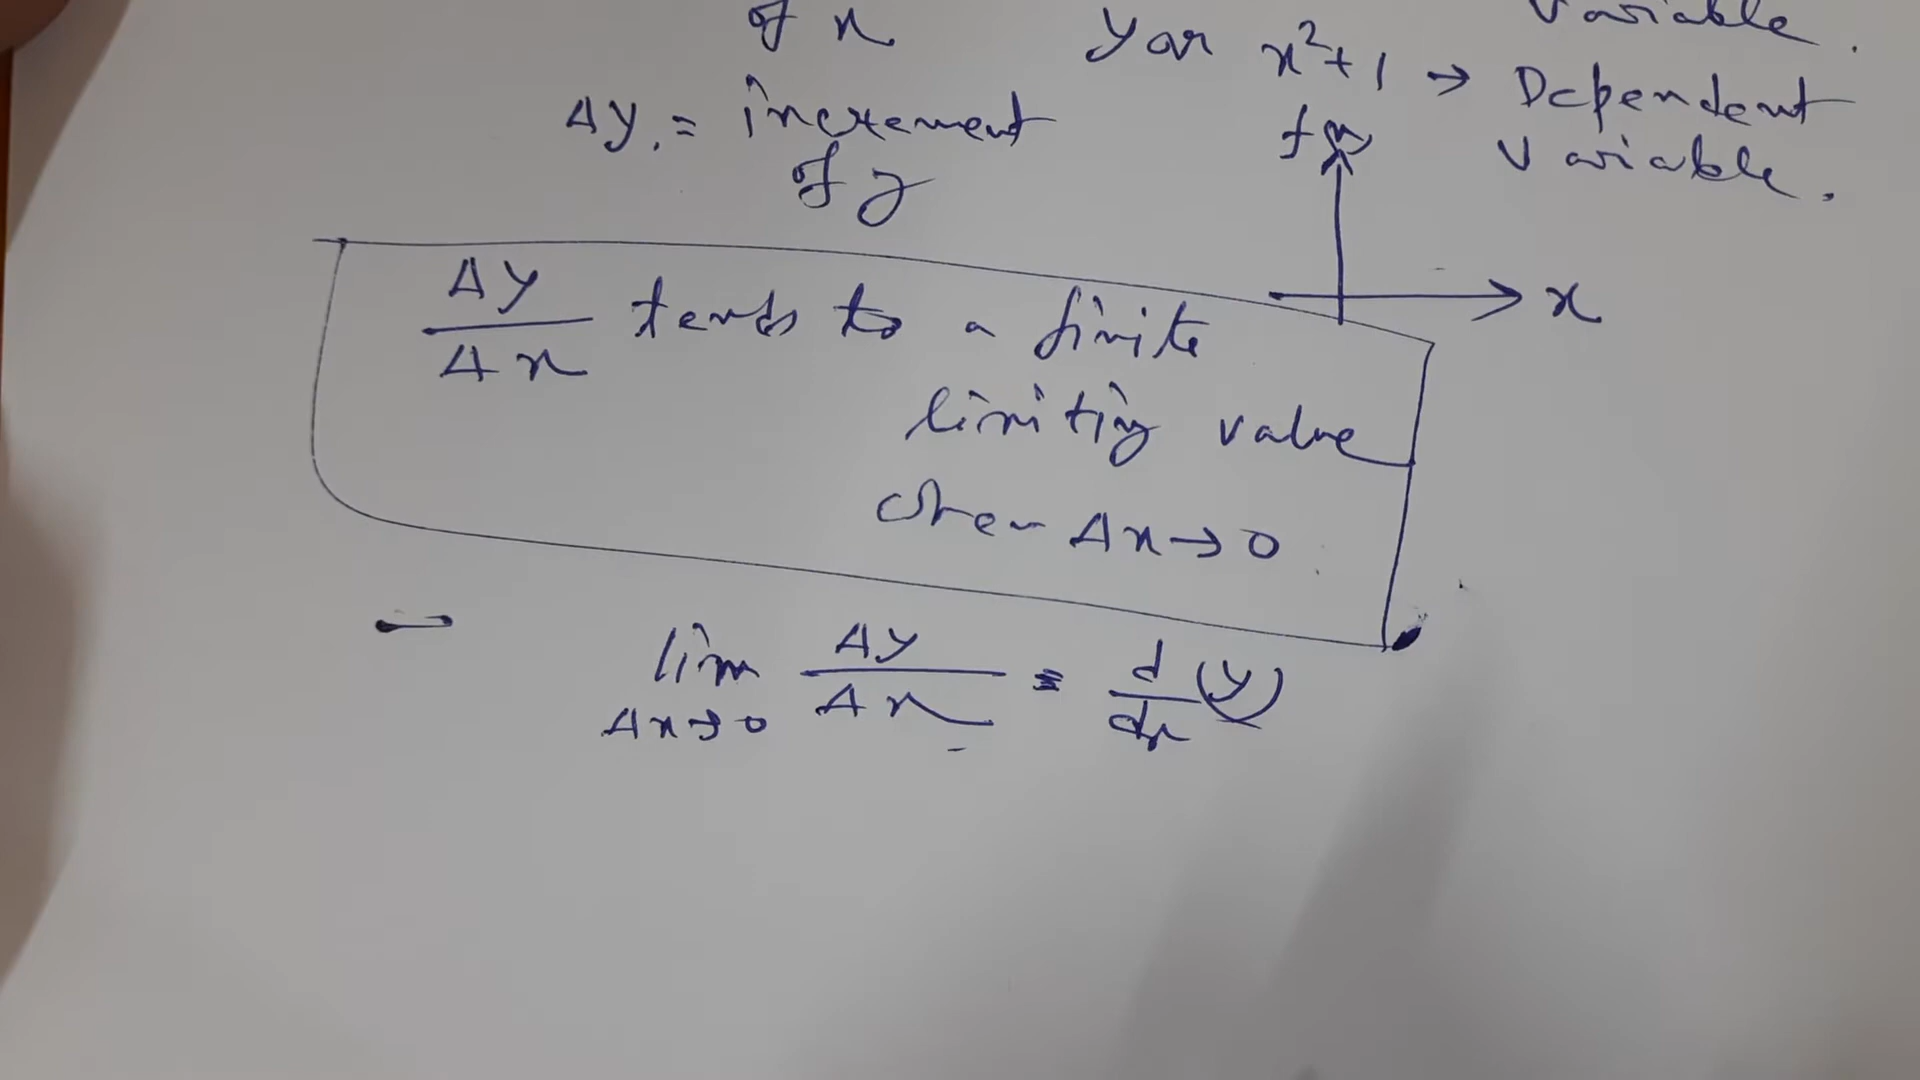 of x
Y or x²+1 → Dependent Variable.
Variable.
Δy = increment of y
f(x)
x
Δy/Δx tends to a finite
limiting value
when Δx→0
lim Δx→0 Δy/Δx = d/dx (y)